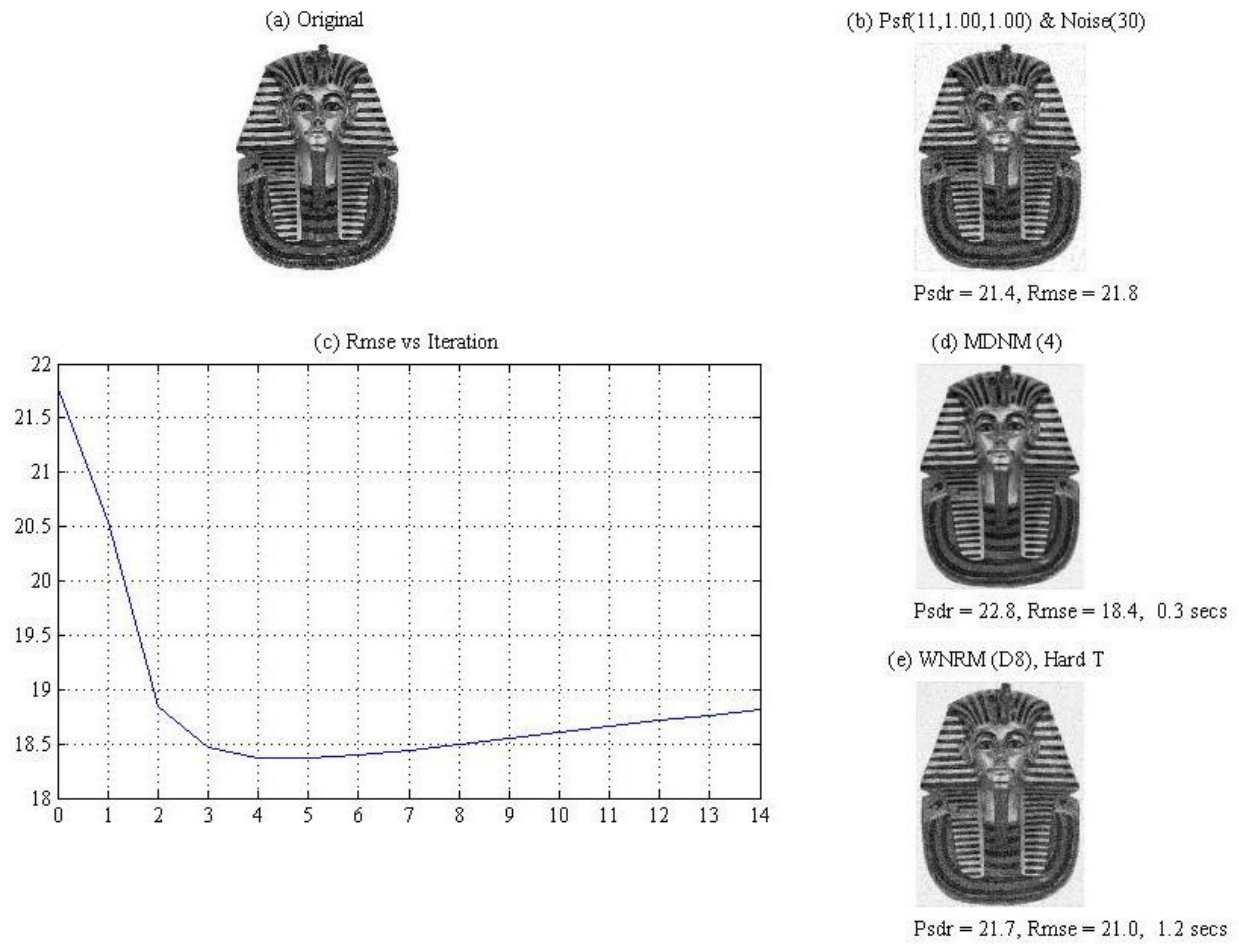 (a) Original
(b) Psf(11,1.00,1.00) & Noise(30)
Psdr = 21.4, Rmse = 21.8
(c) Rmse vs Iteration
22
21.5
21
20.5
20
19.5
19
18.5
18
0 1 2 3 4 5 6 7 8 9 10 11 12 13 14
(d) MDNM (4)
Psdr = 22.8, Rmse = 18.4, 0.3 secs
(e) WNRM (D8), Hard T
Psdr = 21.7, Rmse = 21.0, 1.2 secs